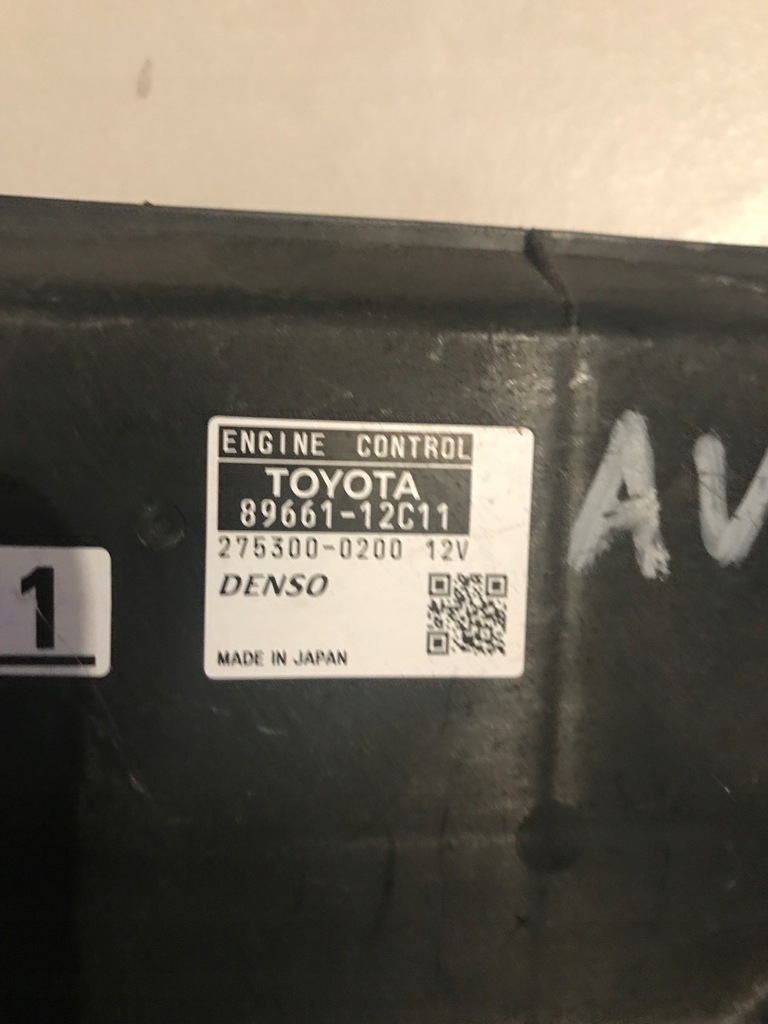 ENGINE CONTROL
TOYOTA
89661-12C11
275300-0200 12V
DENSO
MADE IN JAPAN
1
AV